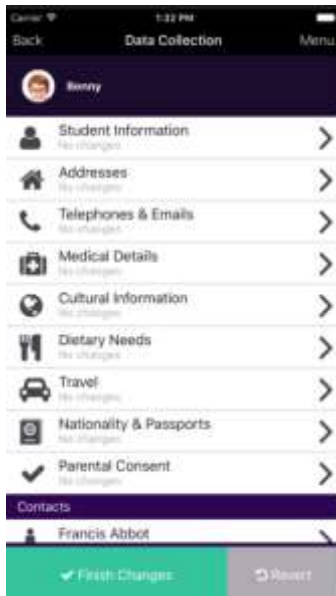 Carrier 1:32 PM
Back Data Collection Menu
Benny
Student Information
No changes
Addresses
No changes
Telephones & Emails
No changes
Medical Details
No changes
Cultural Information
No changes
Dietary Needs
No changes
Travel
No changes
Nationality & Passports
No changes
Parental Consent
No changes
Contacts
Francis Abbot
Finish Changes Revert